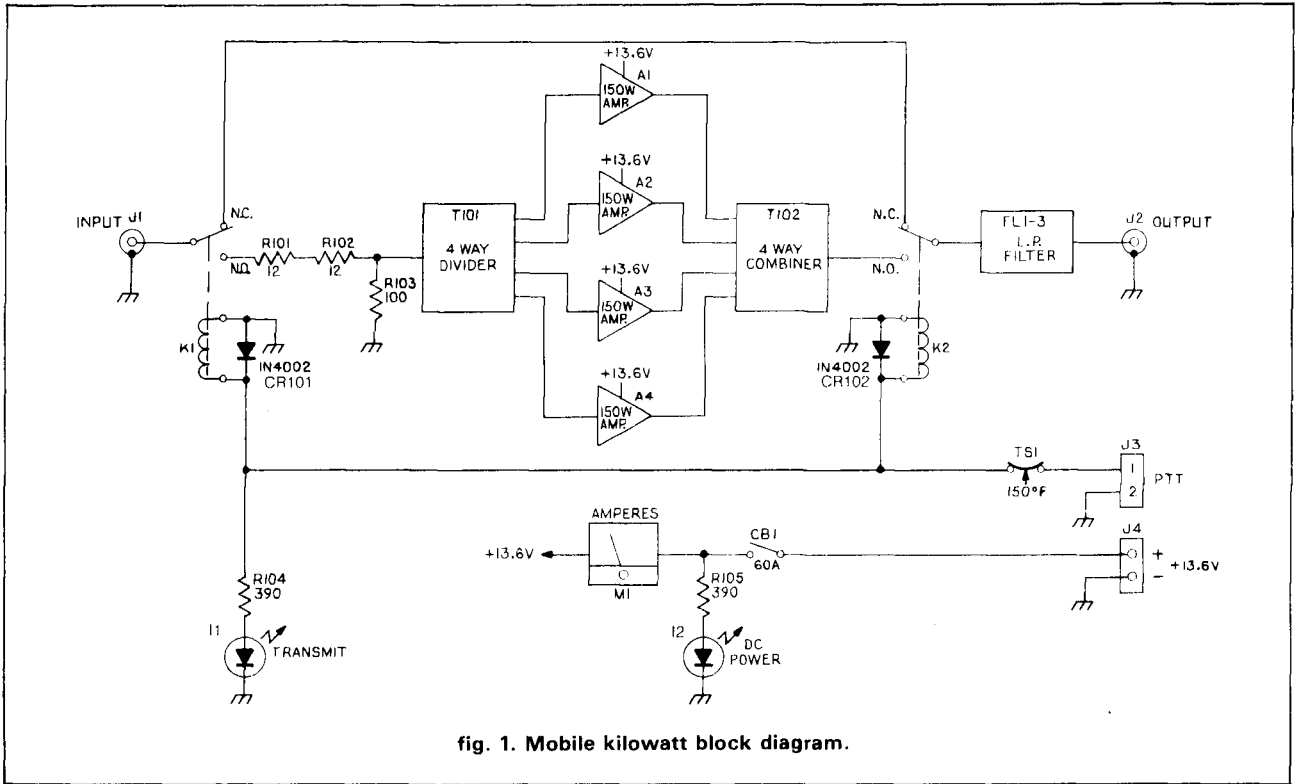 +13.6V
A1
150W
AMP.
+13.6V
A2
150W
AMP.
+13.6V
A3
150W
AMP.
+13.6V
A4
150W
AMP.
INPUT J1
N.C.
N.O.
R101
12
R102
12
R103
100
T101
4 WAY
DIVIDER
T102
4 WAY
COMBINER
N.C.
N.O.
FL1-3
L.P.
FILTER
J2 OUTPUT
K1
IN4002
CR101
IN4002
CR102
K2
TS1
150°F
J3
1
2
PTT
AMPERES
+13.6V
M1
CB1
60A
J4
+
-
+13.6V
R104
390
I1
TRANSMIT
R105
390
I2
DC
POWER
fig. 1. Mobile kilowatt block diagram.